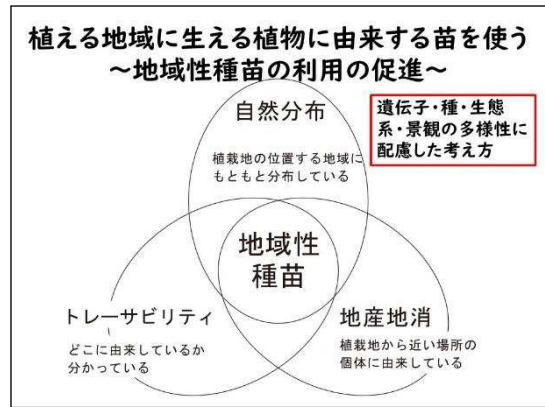 植える地域に生える植物に由来する苗を使う
～地域性種苗の利用の促進～
遺伝子・種・生態
系・景観の多様性に
配慮した考え方
自然分布
植栽地の位置する地域に
もともと分布している
地域性
種苗
トレーサビリティ
どこに由来しているか
分かっている
地産地消
植栽地から近い場所の
個体に由来している